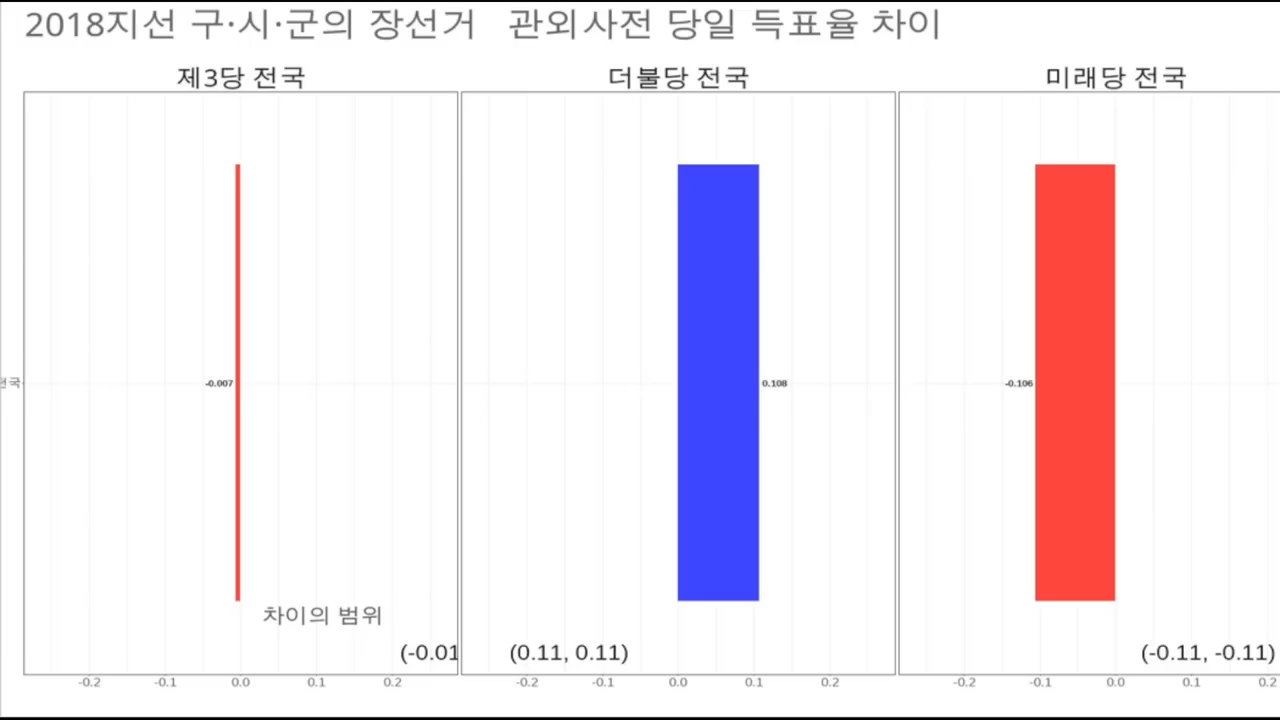 2018지선 구·시·군의 장선거 관외사전 당일 득표율 차이
제3당 전국
더불당 전국
미래당 전국
-0.007
0.108
-0.106
차이의 범위
(-0.01
(0.11, 0.11)
(-0.11, -0.11)
-0.2 -0.1 0.0 0.1 0.2
-0.2 -0.1 0.0 0.1 0.2
-0.2 -0.1 0.0 0.1 0.2